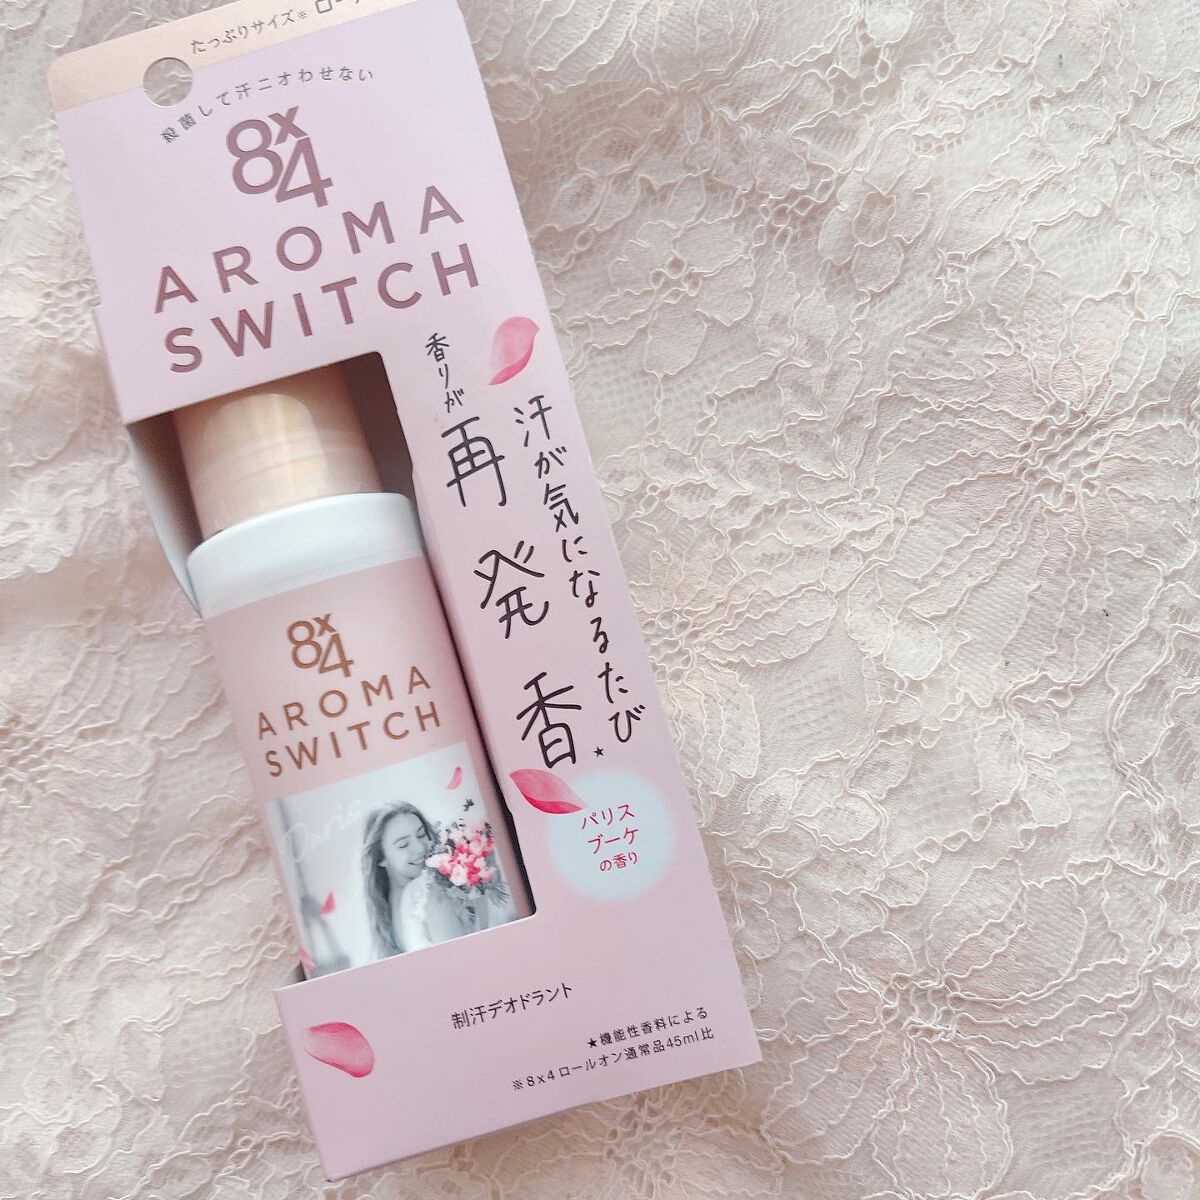 たっぷりサイズ※
殺菌して汗ニオわせない
8x4
AROMA
SWITCH
汗が気になるたび
香りが
再発香★
パリス
ブーケ
の香り
8x4
AROMA
SWITCH
Paris
制汗デオドラント
★機能性香料による
※8x4ロールオン通常品45ml比